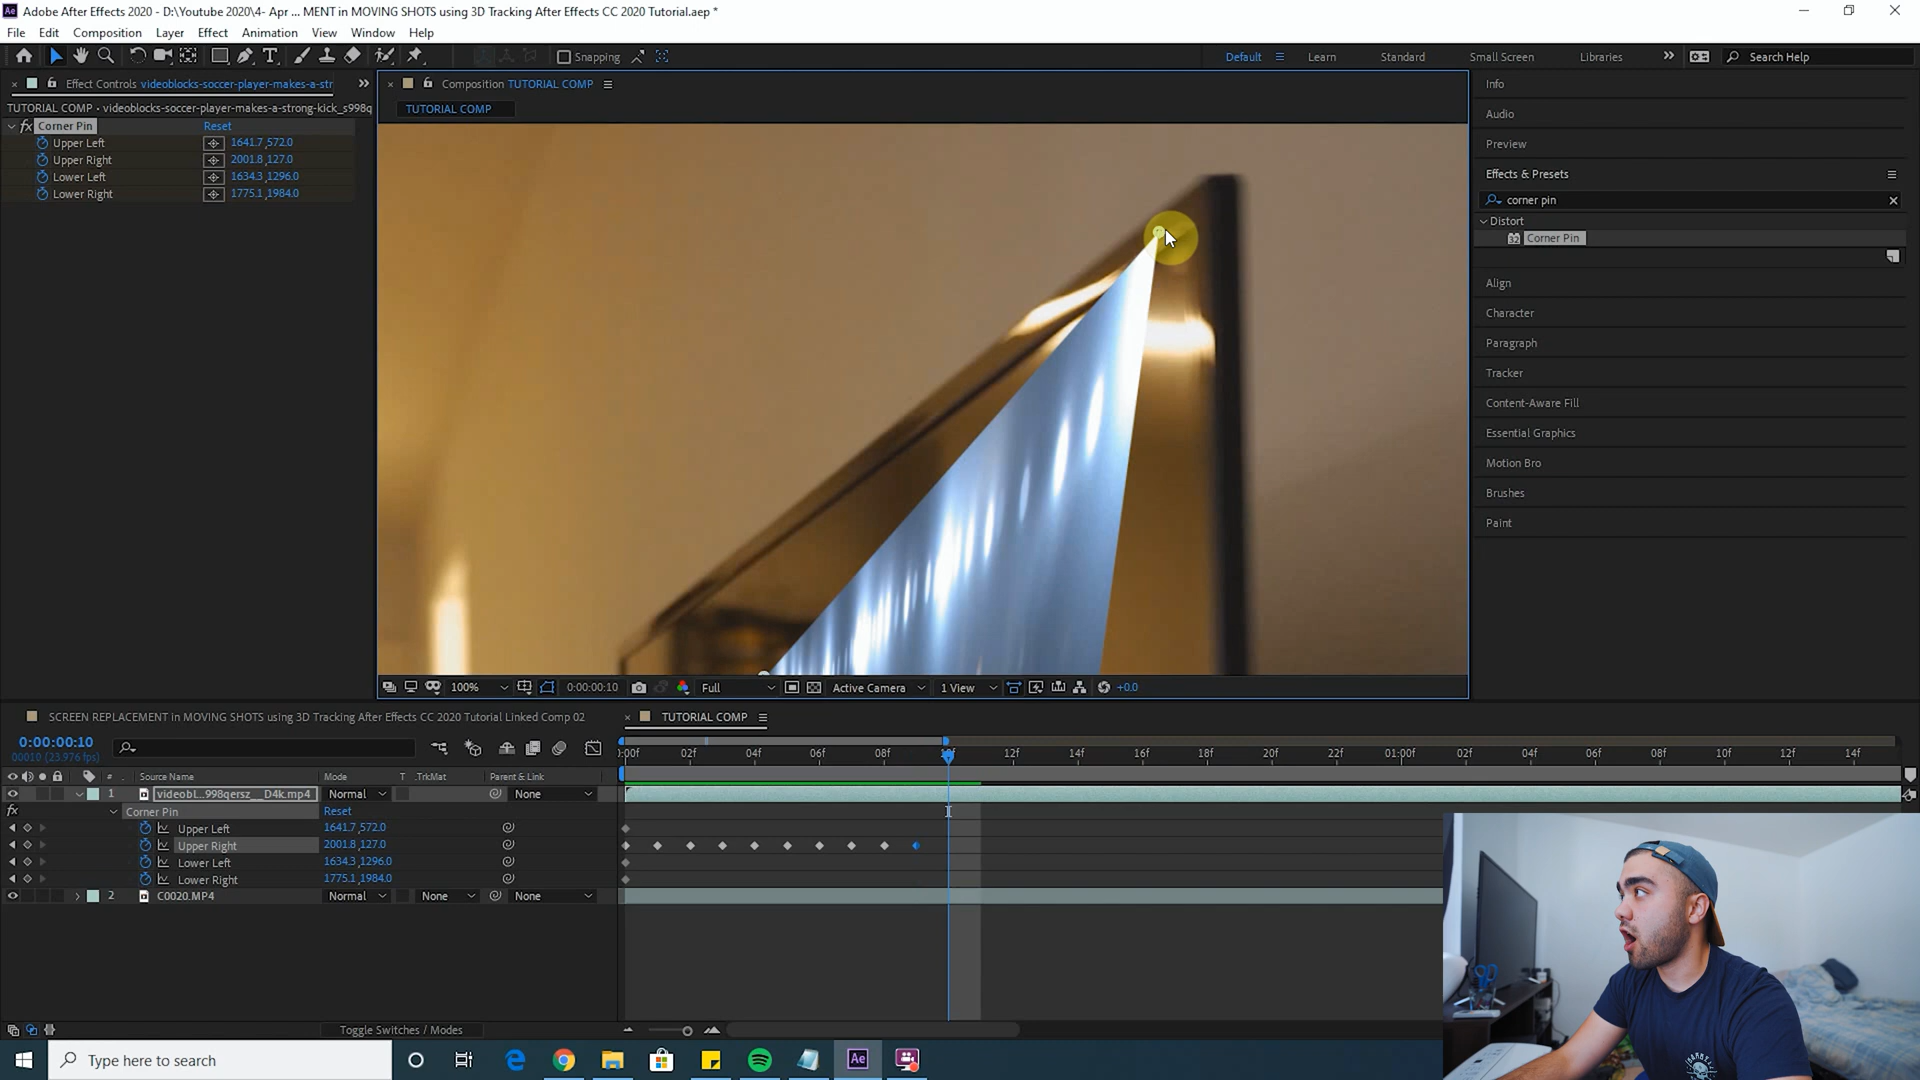 Adobe After Effects 2020 - D:\Youtube 2020\4- Apr ... MENT in MOVING SHOTS using 3D Tracking After Effects CC 2020 Tutorial.aep *
File Edit Composition Layer Effect Animation View Window Help
Snapping Default Learn Standard Small Screen Libraries Search Help
Effect Controls videoblocks-soccer-player-makes-a-str
TUTORIAL COMP • videoblocks-soccer-player-makes-a-strong-kick_s998q
fx Corner Pin Reset
Upper Left 1641.7,572.0
Upper Right 2001.8,127.0
Lower Left 1634.3,1296.0
Lower Right 1775.1,1984.0
Composition TUTORIAL COMP
TUTORIAL COMP
100% 0:00:00:10 Full Active Camera 1 View +0.0
Info
Audio
Preview
Effects & Presets
corner pin
Distort
32 Corner Pin
Align
Character
Paragraph
Tracker
Content-Aware Fill
Essential Graphics
Motion Bro
Brushes
Paint
SCREEN REPLACEMENT in MOVING SHOTS using 3D Tracking After Effects CC 2020 Tutorial Linked Comp 02
TUTORIAL COMP
0:00:00:10
00010 (23.976 fps)
:00f 02f 04f 06f 08f 12f 14f 16f 18f 20f 22f 01:00f 02f 04f 06f 08f 10f 12f 14f
# Source Name Mode T .TrkMat Parent & Link
1 videobl...998qersz__D4k.mp4 Normal None
fx Corner Pin Reset
Upper Left 1641.7,572.0
Upper Right 2001.8,127.0
Lower Left 1634.3,1296.0
Lower Right 1775.1,1984.0
2 C0020.MP4 Normal None None
Toggle Switches / Modes
Type here to search
Ae